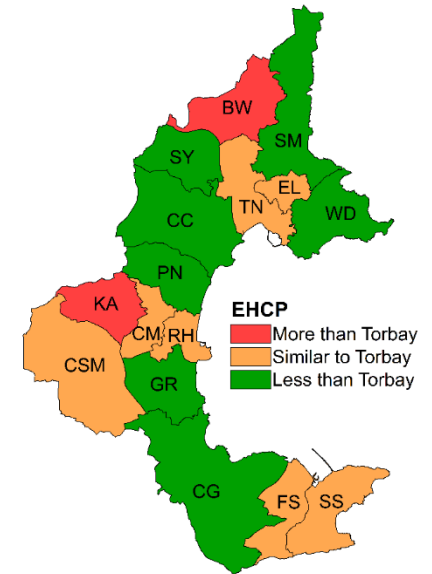 BW
SM
SY
EL
TN
WD
CC
PN
KA
CM
RH
CSM
GR
CG
FS
SS
EHCP
More than Torbay
Similar to Torbay
Less than Torbay